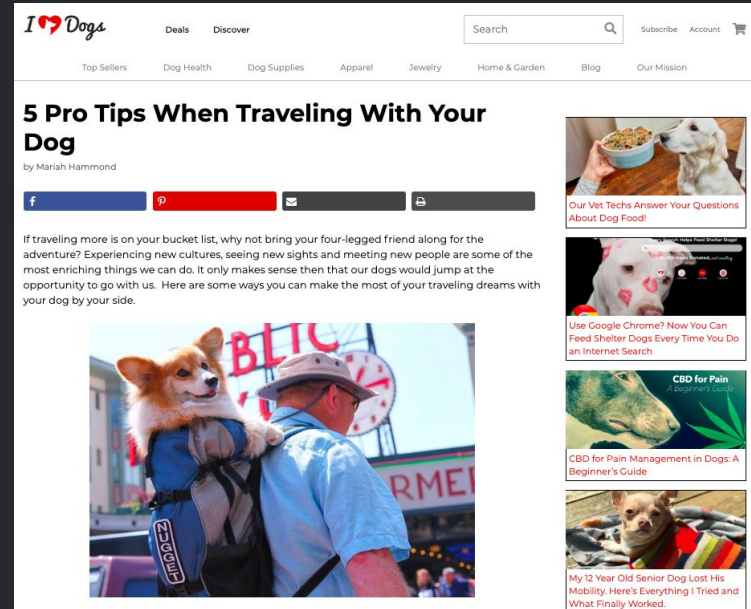 I Dogs
Deals Discover
Search
Subscribe Account
Top Sellers Dog Health Dog Supplies Apparel Jewelry Home & Garden Blog Our Mission
5 Pro Tips When Traveling With Your
Dog
by Mariah Hammond
If traveling more is on your bucket list, why not bring your four-legged friend along for the
adventure? Experiencing new cultures, seeing new sights and meeting new people are some of the
most enriching things we can do. It only makes sense then that our dogs would jump at the
opportunity to go with us. Here are some ways you can make the most of your traveling dreams with
your dog by your side.
BLIC
RME
NUGGET
Our Vet Techs Answer Your Questions
About Dog Food!
Every Search Helps Feed Shelter Dogs!
Use Google Chrome? Now You Can
Feed Shelter Dogs Every Time You Do
an Internet Search
CBD for Pain
A Beginner's Guide
CBD for Pain Management in Dogs: A
Beginner's Guide
My 12 Year Old Senior Dog Lost His
Mobility. Here's Everything I Tried and
What Finally Worked.